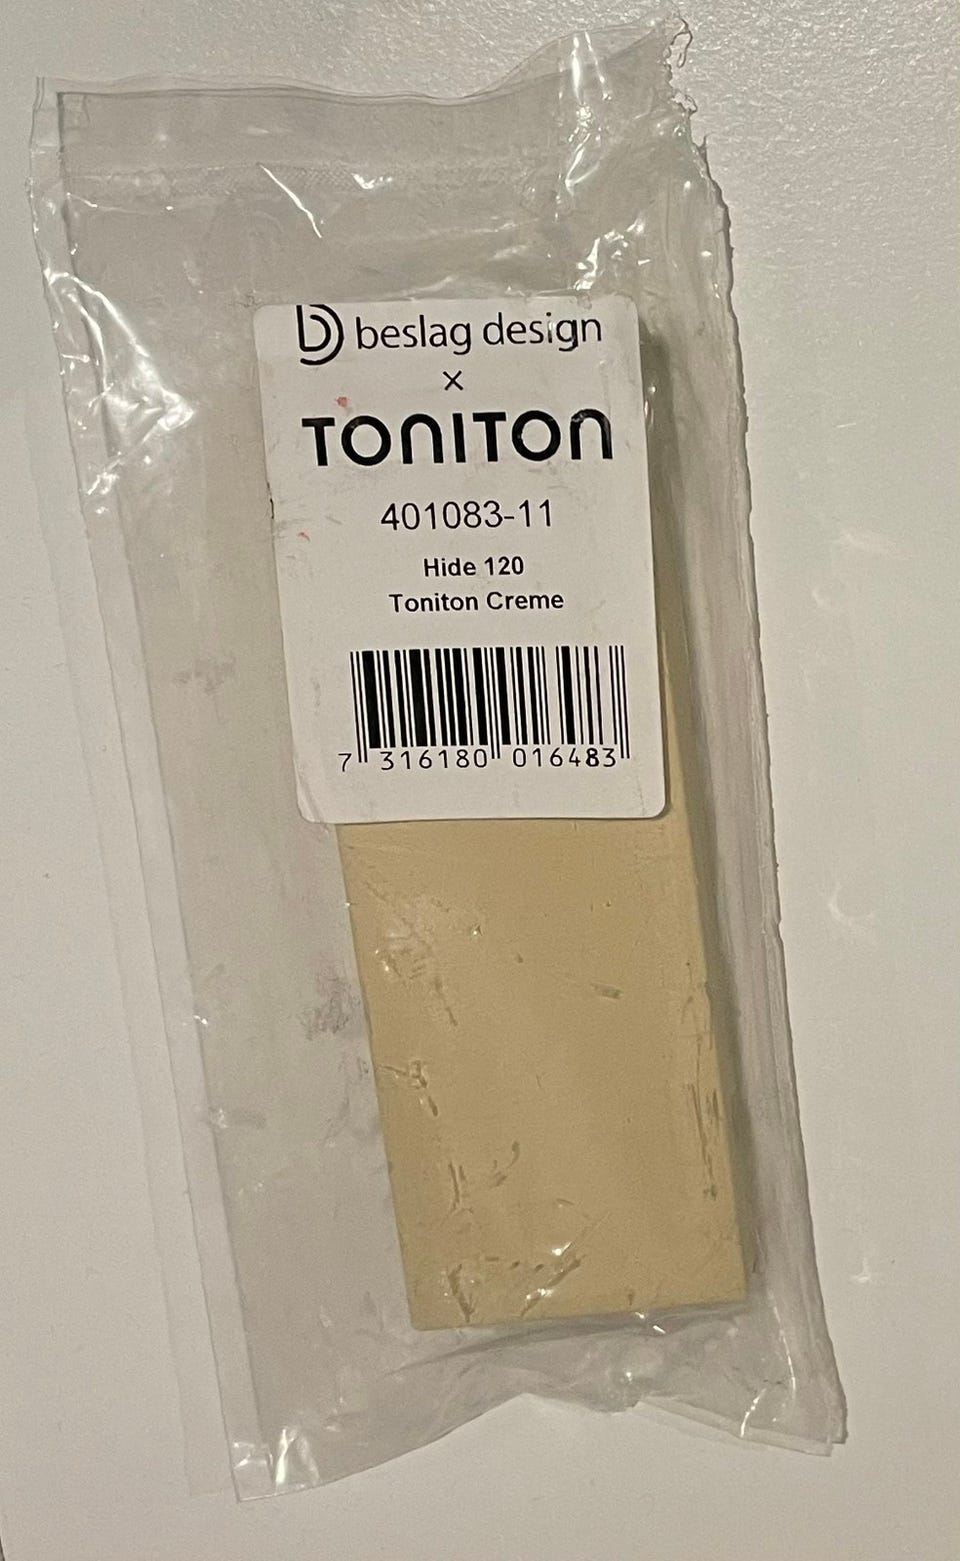 beslag design
×
TONITON
401083-11
Hide 120
Toniton Creme
7 316180 016483